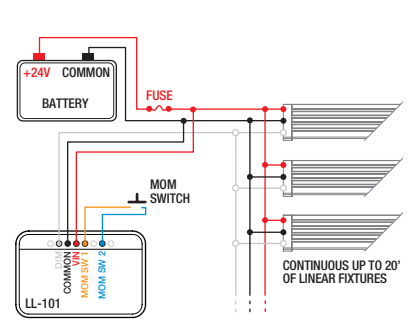 +24V COMMON
BATTERY
FUSE
MOM
SWITCH
DIM
COMMON
VIN
MOM SW 1
MOM SW 2
LL-101
CONTINUOUS UP TO 20'
OF LINEAR FIXTURES